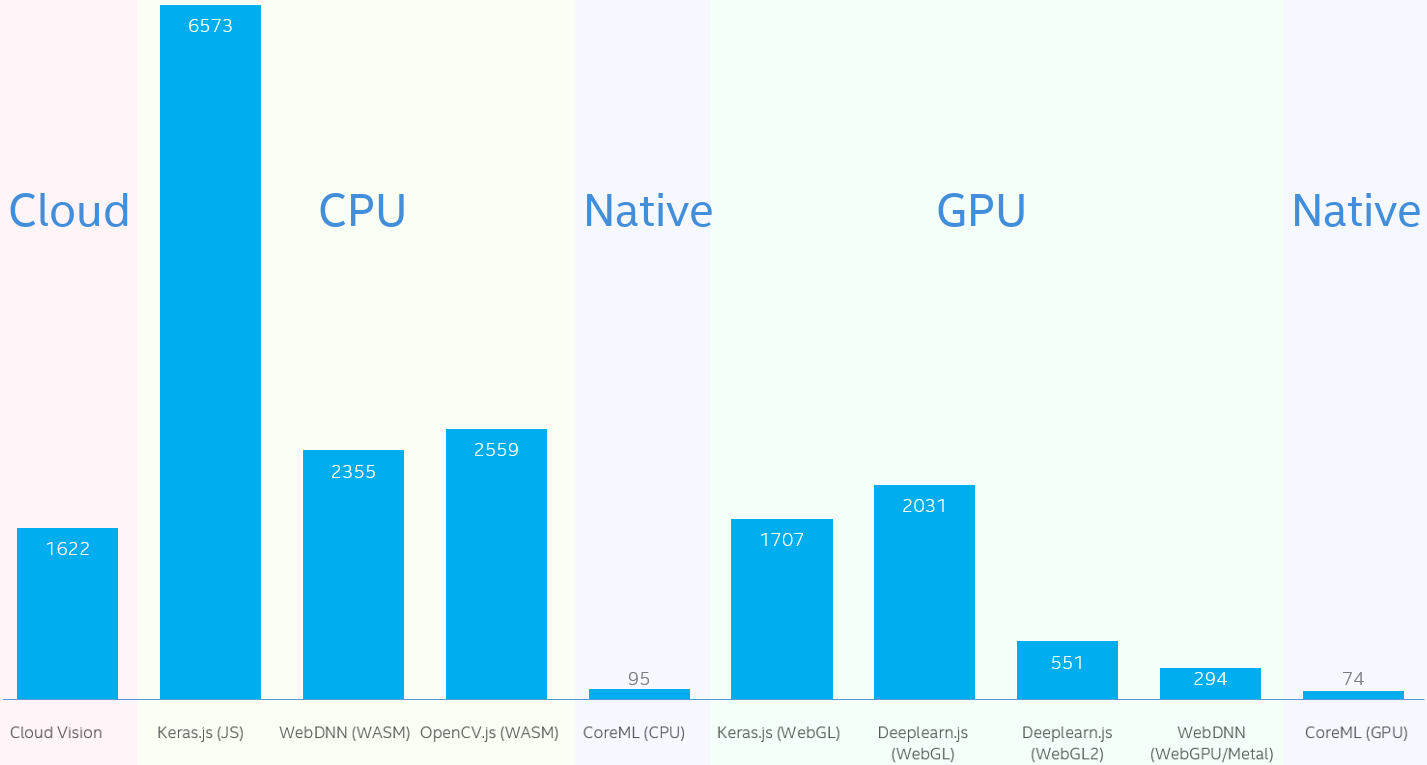 6573
Cloud
CPU
Native
GPU
Native
2559
2355
2031
1707
1622
551
95
294
74
Cloud Vision
Keras.js (JS)
WebDNN (WASM)
OpenCV.js (WASM)
CoreML (CPU)
Keras.js (WebGL)
Deeplearn.js
(WebGL)
Deeplearn.js
(WebGL2)
WebDNN
(WebGPU/Metal)
CoreML (GPU)